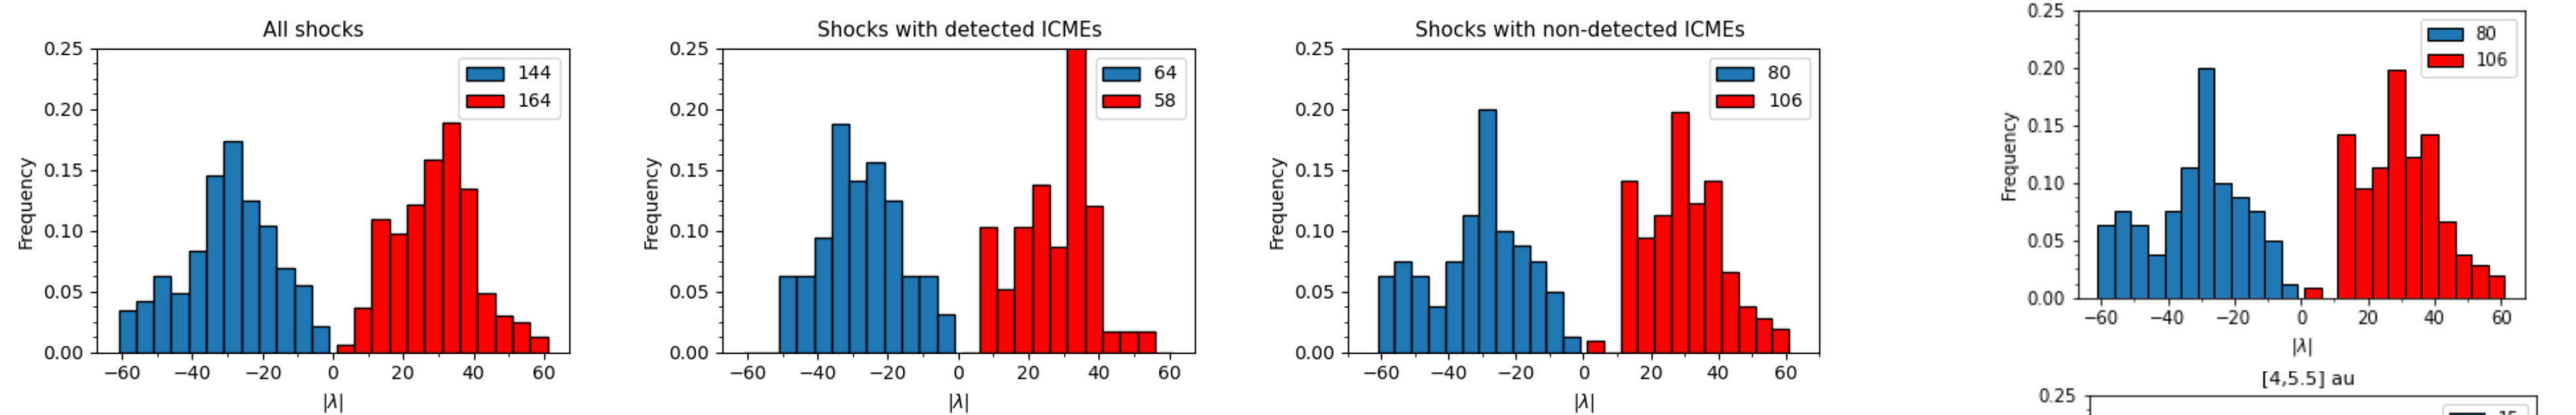 All shocks
0.25
0.20
0.15
0.10
0.05
0.00
Frequency
144
164
−60 −40 −20 0 20 40 60
|λ|
Shocks with detected ICMEs
0.25
0.20
0.15
0.10
0.05
0.00
Frequency
64
58
−60 −40 −20 0 20 40 60
|λ|
Shocks with non-detected ICMEs
0.25
0.20
0.15
0.10
0.05
0.00
Frequency
80
106
−60 −40 −20 0 20 40 60
|λ|
0.25
0.20
0.15
0.10
0.05
0.00
Frequency
80
106
−60 −40 −20 0 20 40 60
|λ|
[4,5.5] au
0.25